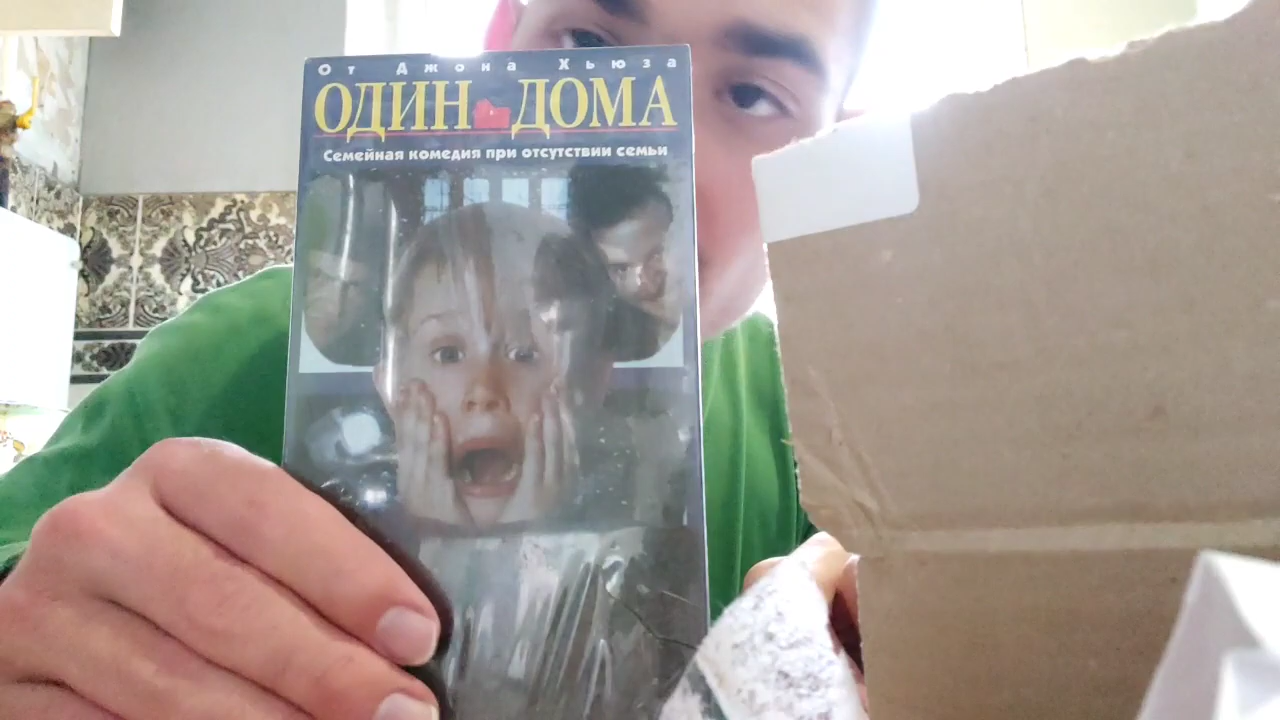 От Джона Хьюза
ОДИН ДОМА
Семейная комедия при отсутствии семьи